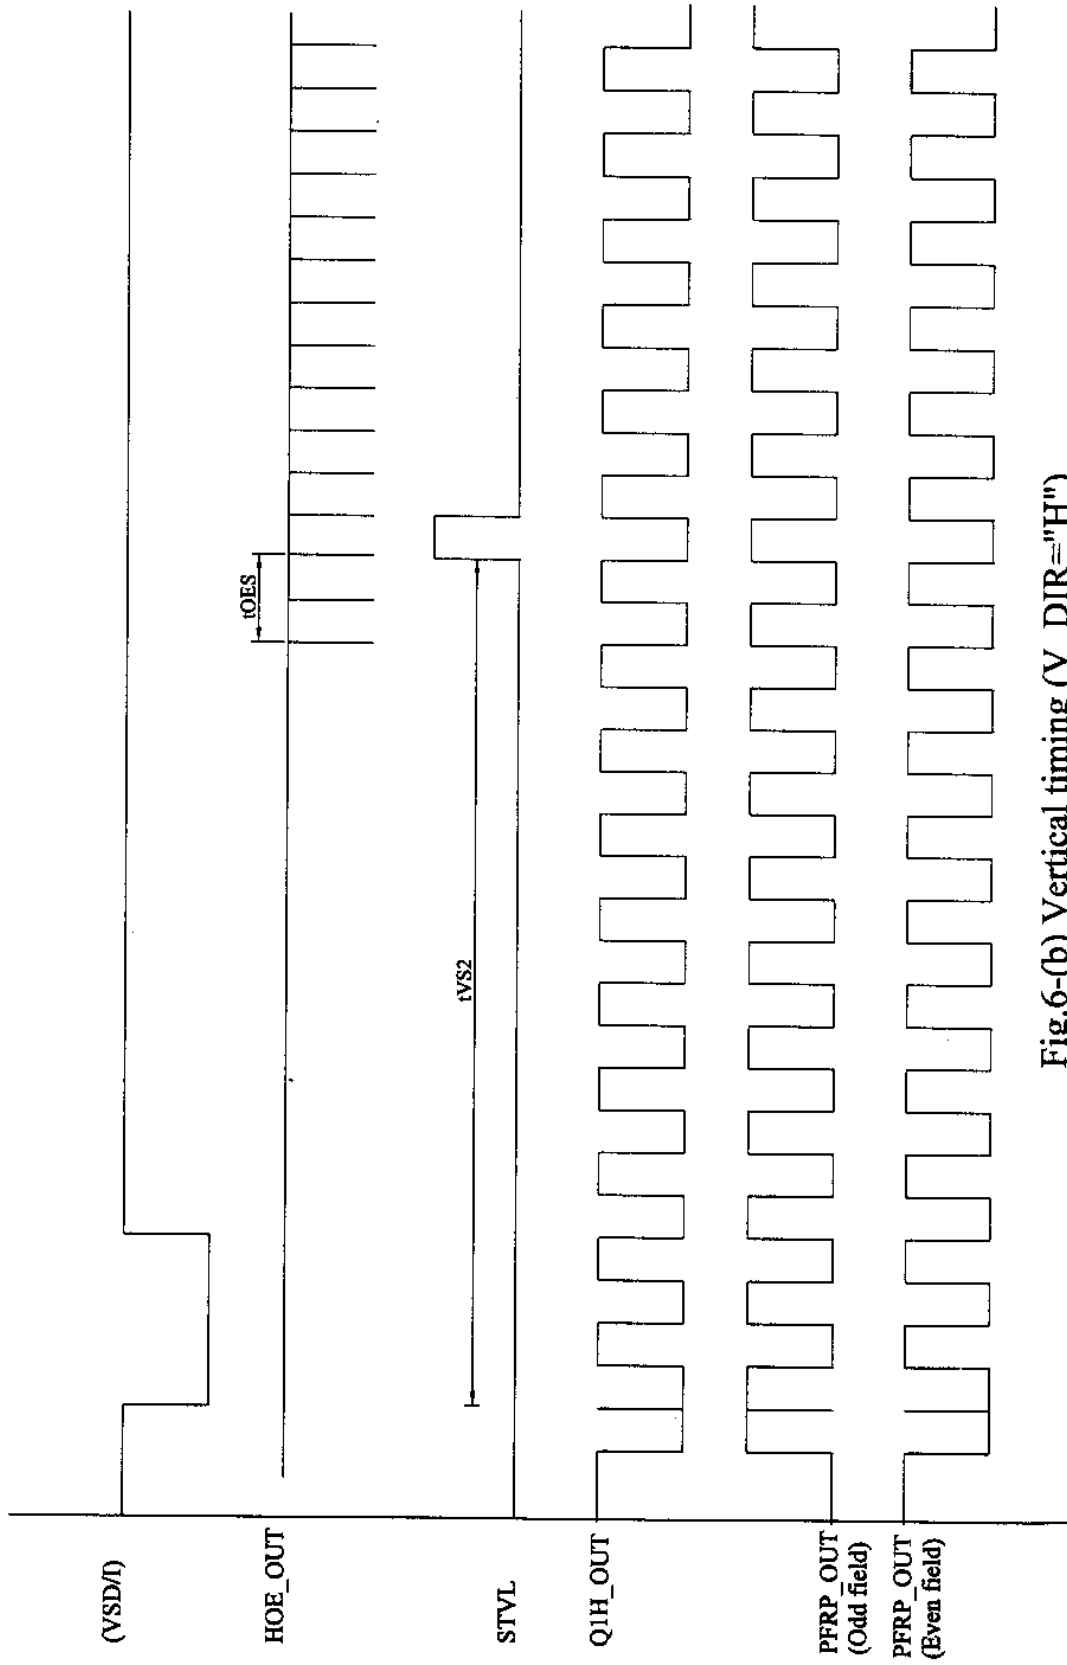 (VSD/I)
HOE_OUT
tOES
STVL
tVS2
Q1H_OUT
PFRP_OUT
(Odd field)
PFRP_OUT
(Even field)
Fig.6-(b) Vertical timing (V_DIR="H")